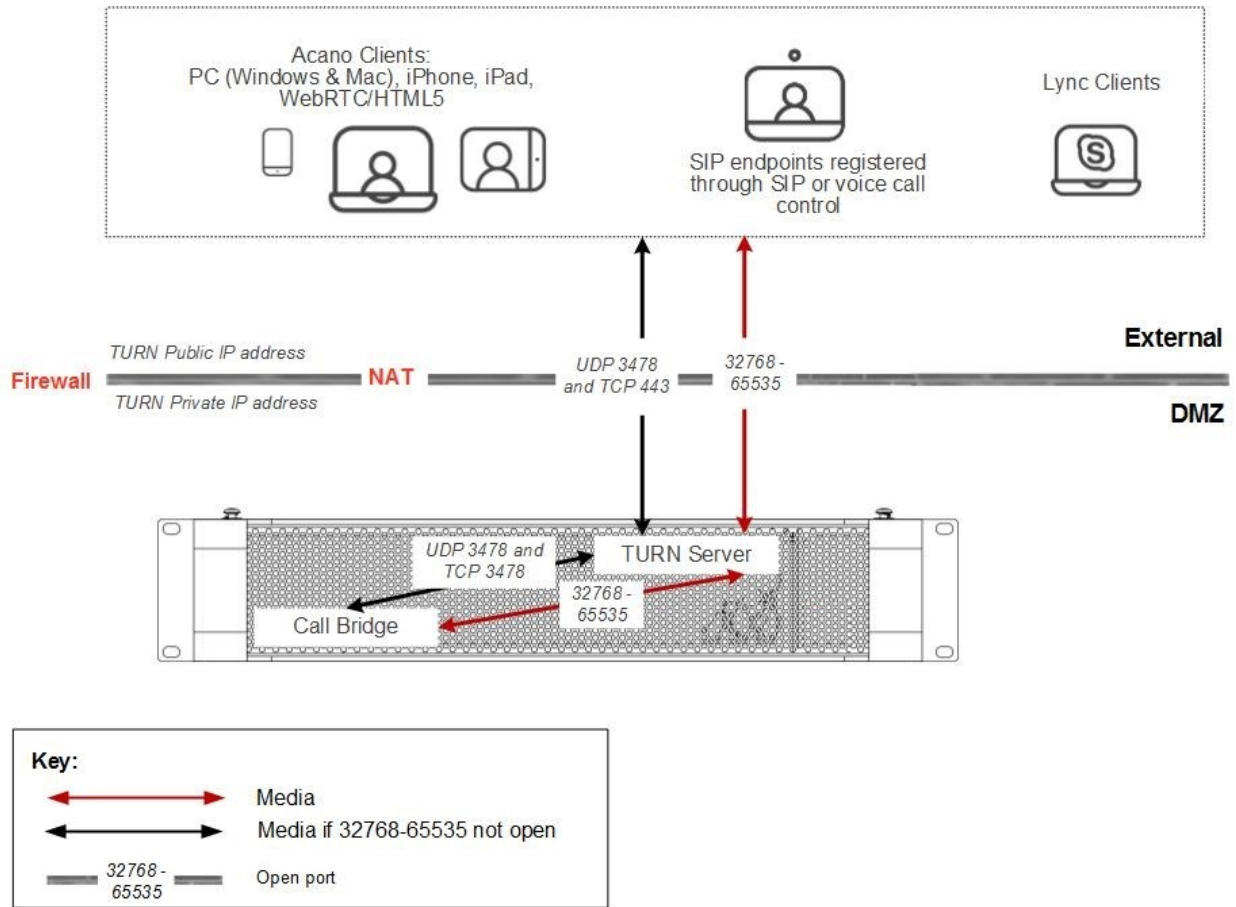 Acano Clients:
PC (Windows & Mac), iPhone, iPad,
WebRTC/HTML5
SIP endpoints registered
through SIP or voice call
control
Lync Clients
S
External
TURN Public IP address
Firewall
NAT
UDP 3478
and TCP 443
32768 -
65535
TURN Private IP address
DMZ
UDP 3478 and
TCP 3478
TURN Server
32768 -
65535
Call Bridge
Key:
Media
Media if 32768-65535 not open
32768 -
65535
Open port